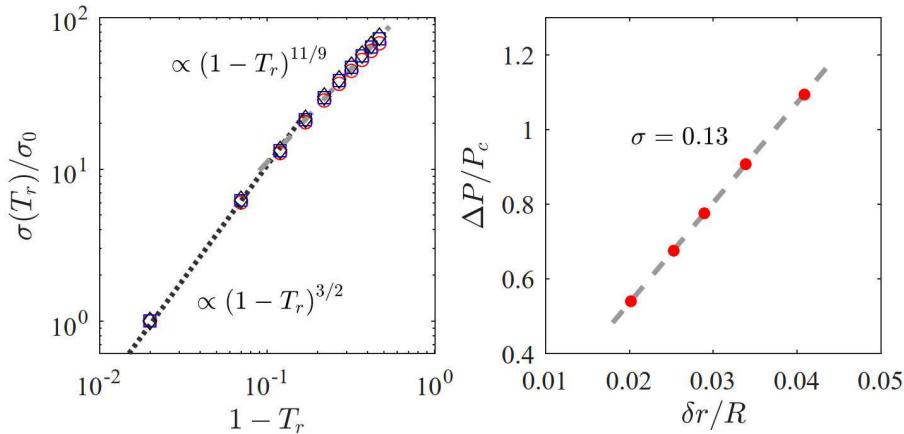 10^2
10^1
10^0
σ(T_r)/σ_0
∝ (1 − T_r)^{11/9}
∝ (1 − T_r)^{3/2}
10^{-2} 10^{-1} 10^0
1 − T_r
1.2
1
0.8
0.6
0.4
ΔP/P_c
σ = 0.13
0.01 0.02 0.03 0.04 0.05
δr/R